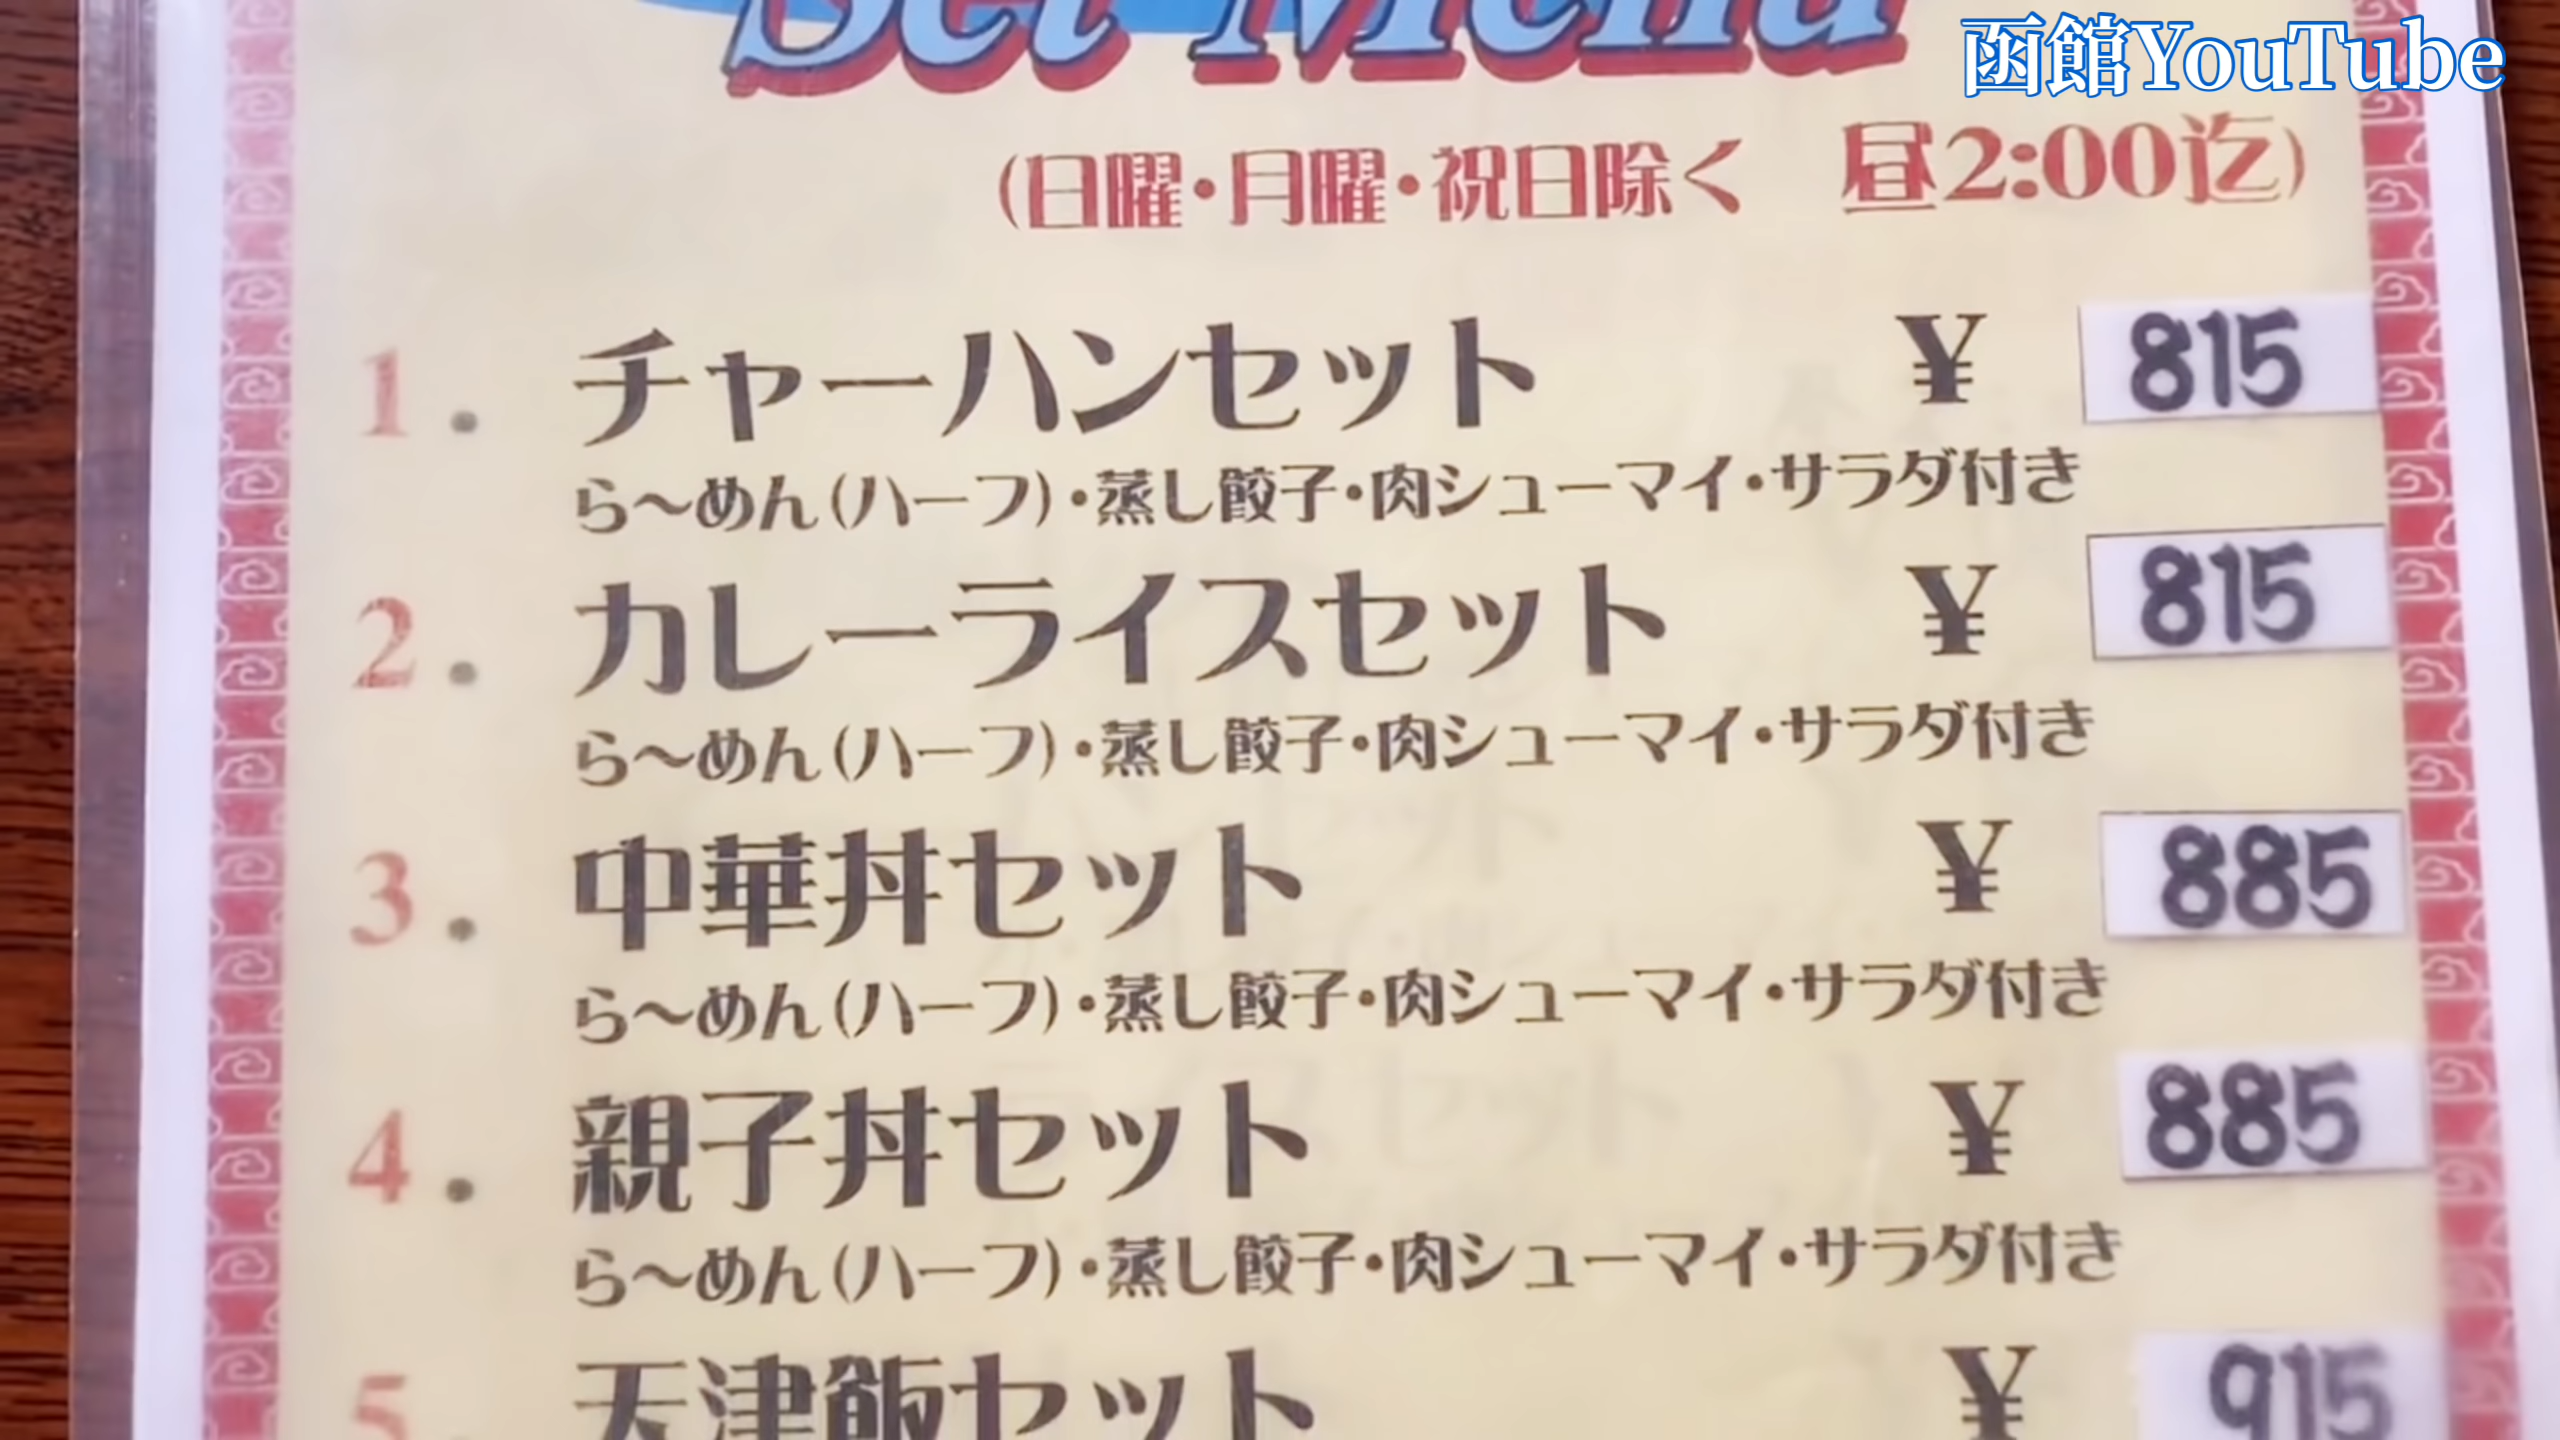 Set Menu
函館YouTube
(日曜・月曜・祝日除く 昼2:00迄)
1. チャーハンセット ¥ 815
ら〜めん(ハーフ)・蒸し餃子・肉シューマイ・サラダ付き
2. カレーライスセット ¥ 815
ら〜めん(ハーフ)・蒸し餃子・肉シューマイ・サラダ付き
3. 中華丼セット ¥ 885
ら〜めん(ハーフ)・蒸し餃子・肉シューマイ・サラダ付き
4. 親子丼セット ¥ 885
ら〜めん(ハーフ)・蒸し餃子・肉シューマイ・サラダ付き
5. 天津飯セット ¥ 915